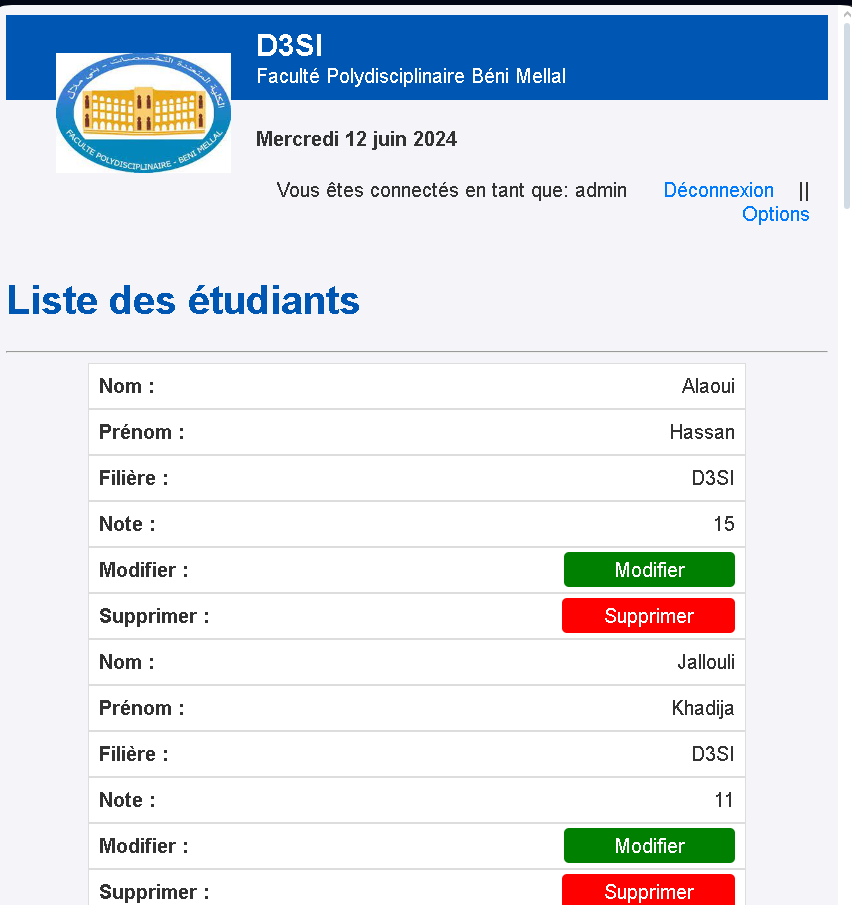 D3SI
Faculté Polydisciplinaire Béni Mellal
الكلية المتعددة التخصصات - بني ملال
FACULTE POLYDISCIPLINAIRE - BENI MELLAL
Mercredi 12 juin 2024
Vous êtes connectés en tant que: admin Déconnexion ||
Options
Liste des étudiants
Nom : Alaoui
Prénom : Hassan
Filière : D3SI
Note : 15
Modifier : Modifier
Supprimer : Supprimer
Nom : Jallouli
Prénom : Khadija
Filière : D3SI
Note : 11
Modifier : Modifier
Supprimer : Supprimer